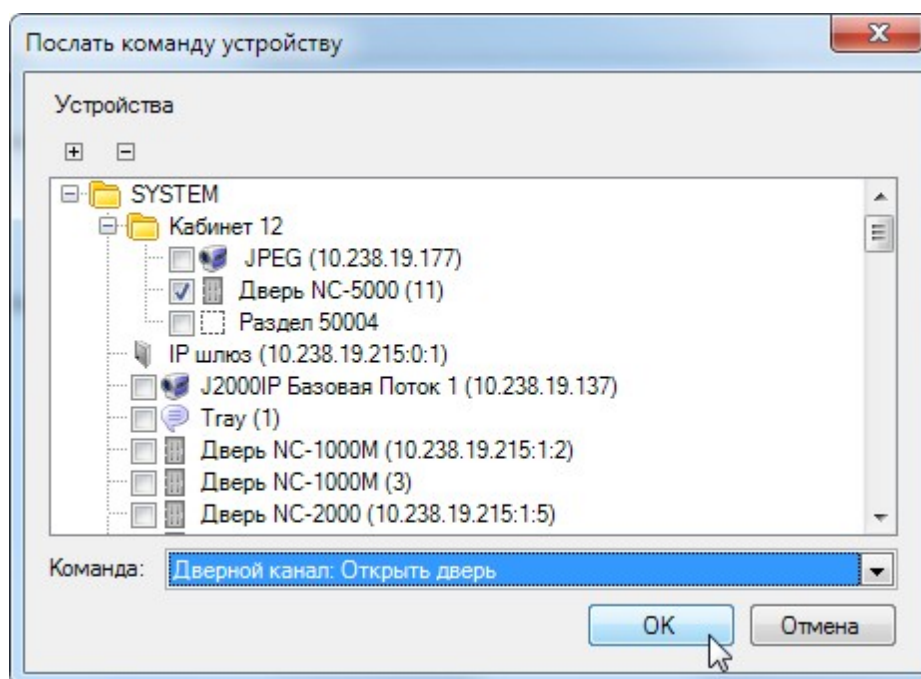 Послать команду устройству
Устройства
SYSTEM
Кабинет 12
JPEG (10.238.19.177)
Дверь NC-5000 (11)
Раздел 50004
IP шлюз (10.238.19.215:0:1)
J2000IP Базовая Поток 1 (10.238.19.137)
Tray (1)
Дверь NC-1000M (10.238.19.215:1:2)
Дверь NC-1000M (3)
Дверь NC-2000 (10.238.19.215:1:5)
Команда: Дверной канал: Открыть дверь
OK Отмена